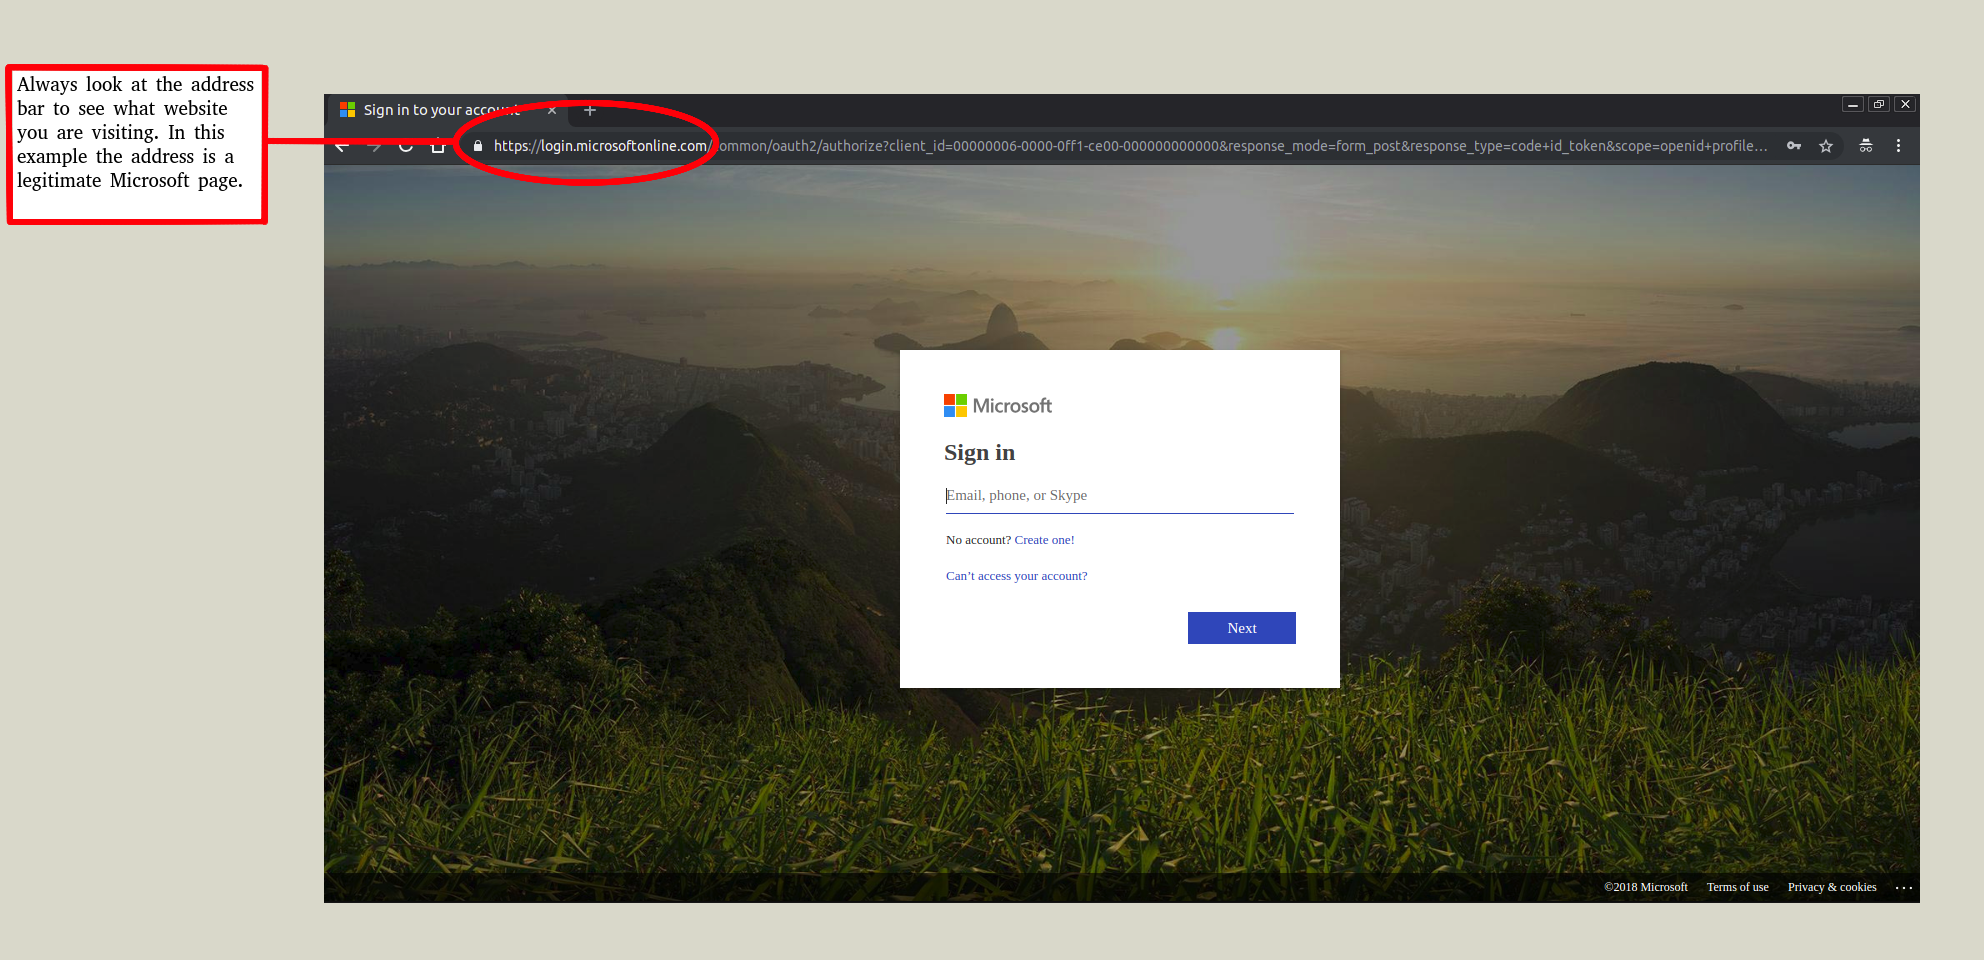 Always look at the address
bar to see what website
you are visiting. In this
example the address is a
legitimate Microsoft page.
Sign in to your account
https://login.microsoftonline.com/common/oauth2/authorize?client_id=00000006-0000-0ff1-ce00-000000000000&response_mode=form_post&response_type=code+id_token&scope=openid+profile...
Microsoft
Sign in
Email, phone, or Skype
No account? Create one!
Can’t access your account?
Next
©2018 Microsoft Terms of use Privacy & cookies ...